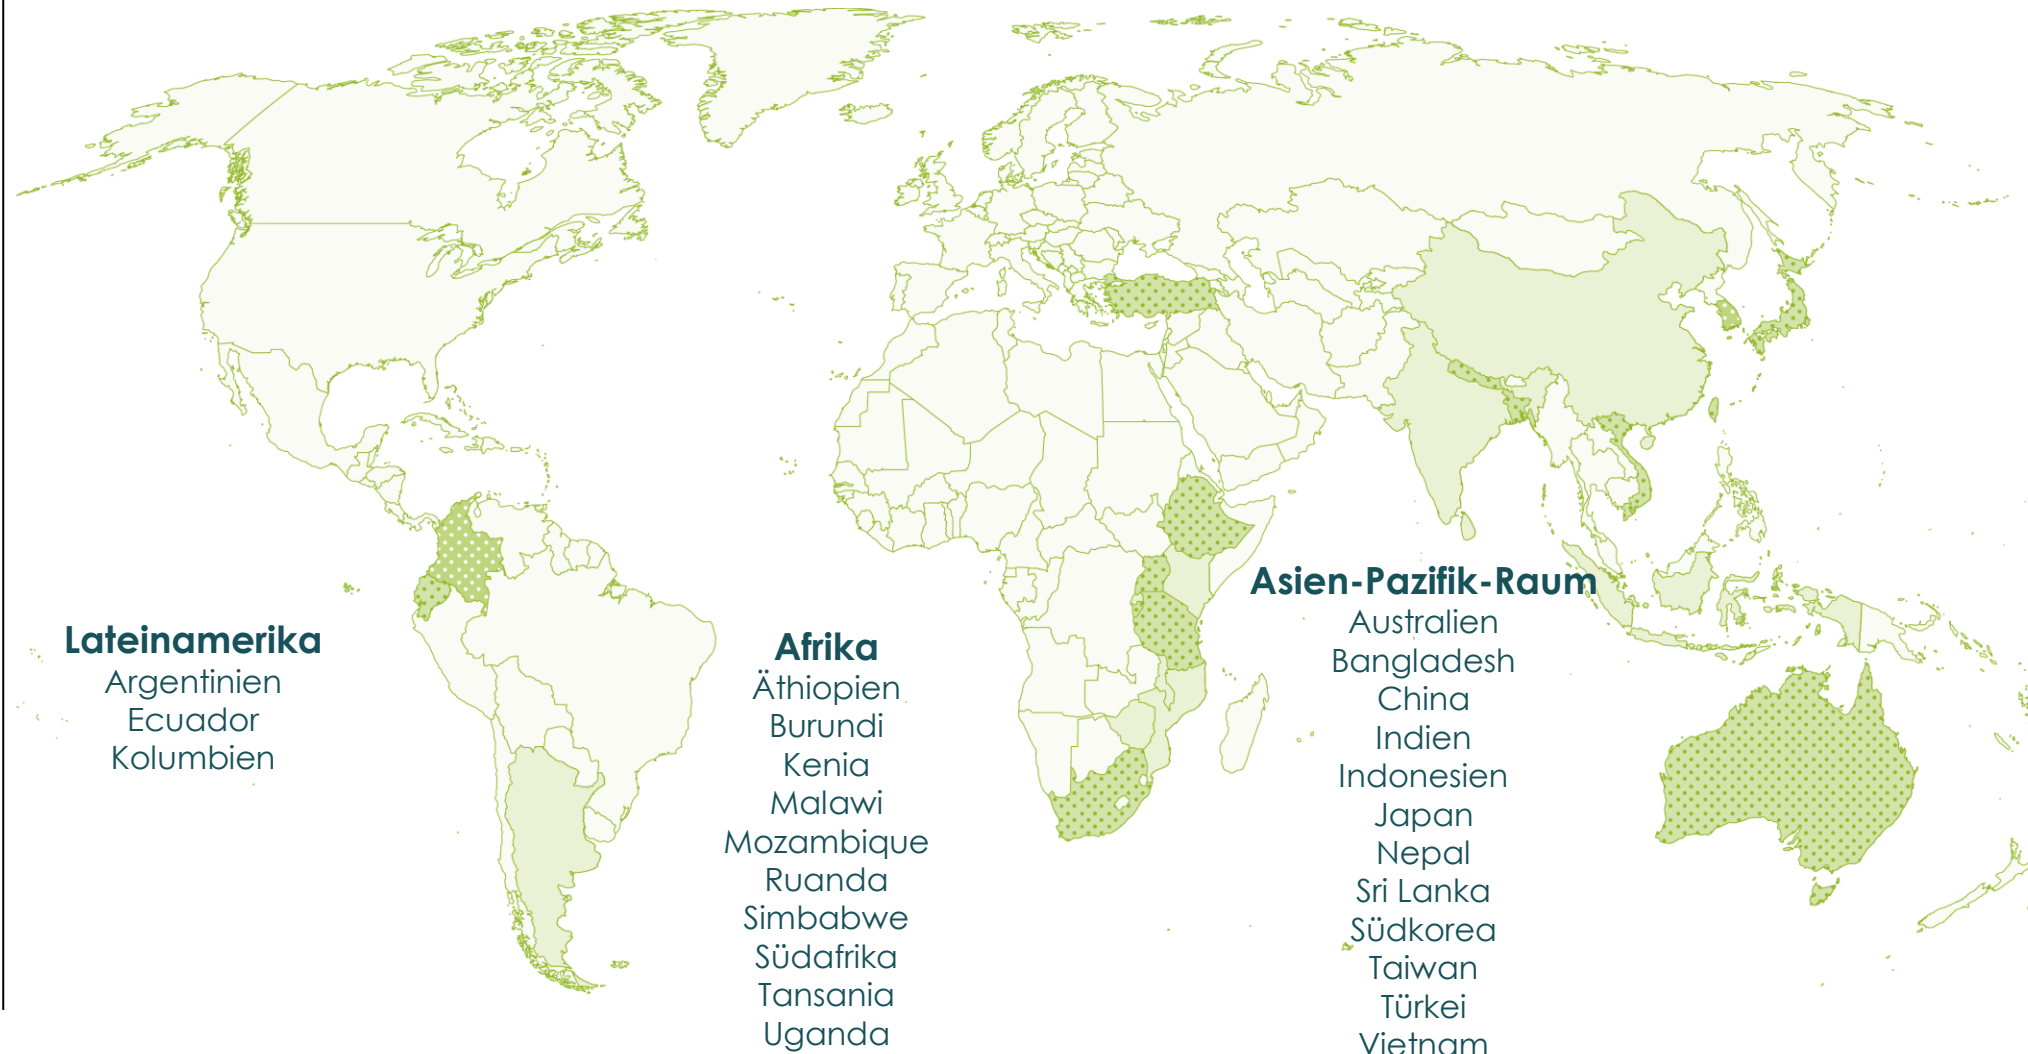 Lateinamerika
Argentinien
Ecuador
Kolumbien
Afrika
Äthiopien
Burundi
Kenia
Malawi
Mozambique
Ruanda
Simbabwe
Südafrika
Tansania
Uganda
Asien-Pazifik-Raum
Australien
Bangladesh
China
Indien
Indonesien
Japan
Nepal
Sri Lanka
Südkorea
Taiwan
Türkei
Vietnam